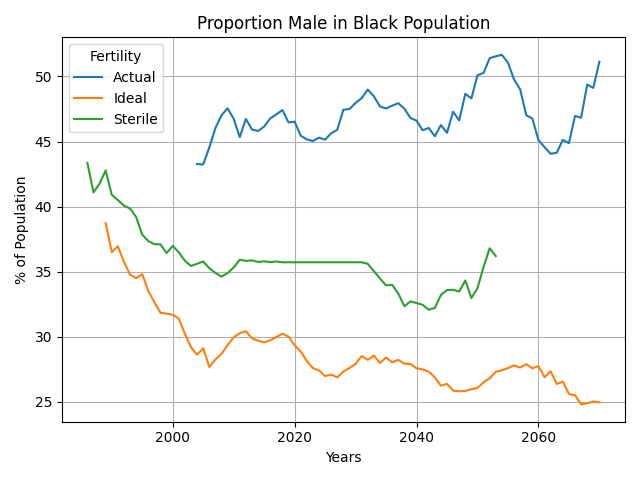 Proportion Male in Black Population
Fertility
Actual
Ideal
Sterile
% of Population
50
45
40
35
30
25
2000
2020
2040
2060
Years